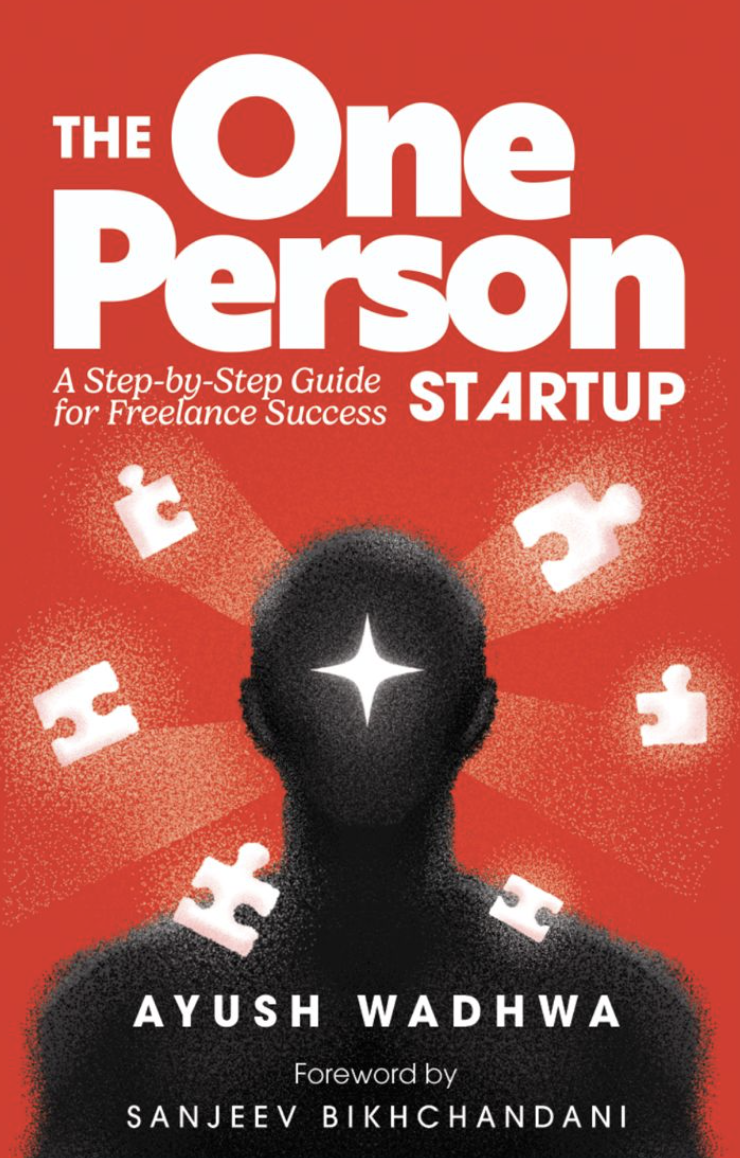 THE One
Person
A Step-by-Step Guide
for Freelance Success
STARTUP
AYUSH WADHWA
Foreword by
SANJEEV BIKHCHANDANI